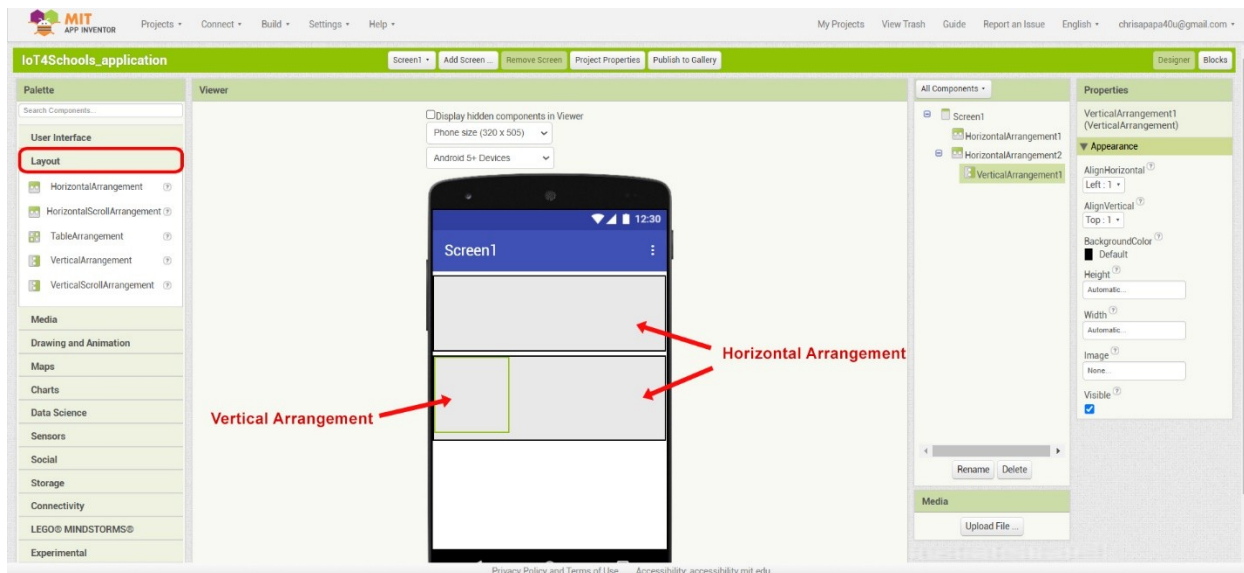 MIT
APP INVENTOR
Projects
Connect
Build
Settings
Help
My Projects
View Trash
Guide
Report an Issue
English
chrisapapa40u@gmail.com
IoT4Schools_application
Screen1
Add Screen ...
Remove Screen
Project Properties
Publish to Gallery
Designer
Blocks
Palette
Search Components...
User Interface
Layout
HorizontalArrangement
HorizontalScrollArrangement
TableArrangement
VerticalArrangement
VerticalScrollArrangement
Media
Drawing and Animation
Maps
Charts
Data Science
Sensors
Social
Storage
Connectivity
LEGO® MINDSTORMS®
Experimental
Viewer
Display hidden components in Viewer
Phone size (320 x 505)
Android 5+ Devices
12:30
Screen1
Horizontal Arrangement
Vertical Arrangement
All Components
Screen1
HorizontalArrangement1
HorizontalArrangement2
VerticalArrangement1
Rename
Delete
Media
Upload File ...
Properties
VerticalArrangement1
(VerticalArrangement)
Appearance
AlignHorizontal
Left : 1
AlignVertical
Top : 1
BackgroundColor
Default
Height
Automatic...
Width
Automatic...
Image
None...
Visible
Privacy Policy and Terms of Use
Accessibility: accessibility.mit.edu